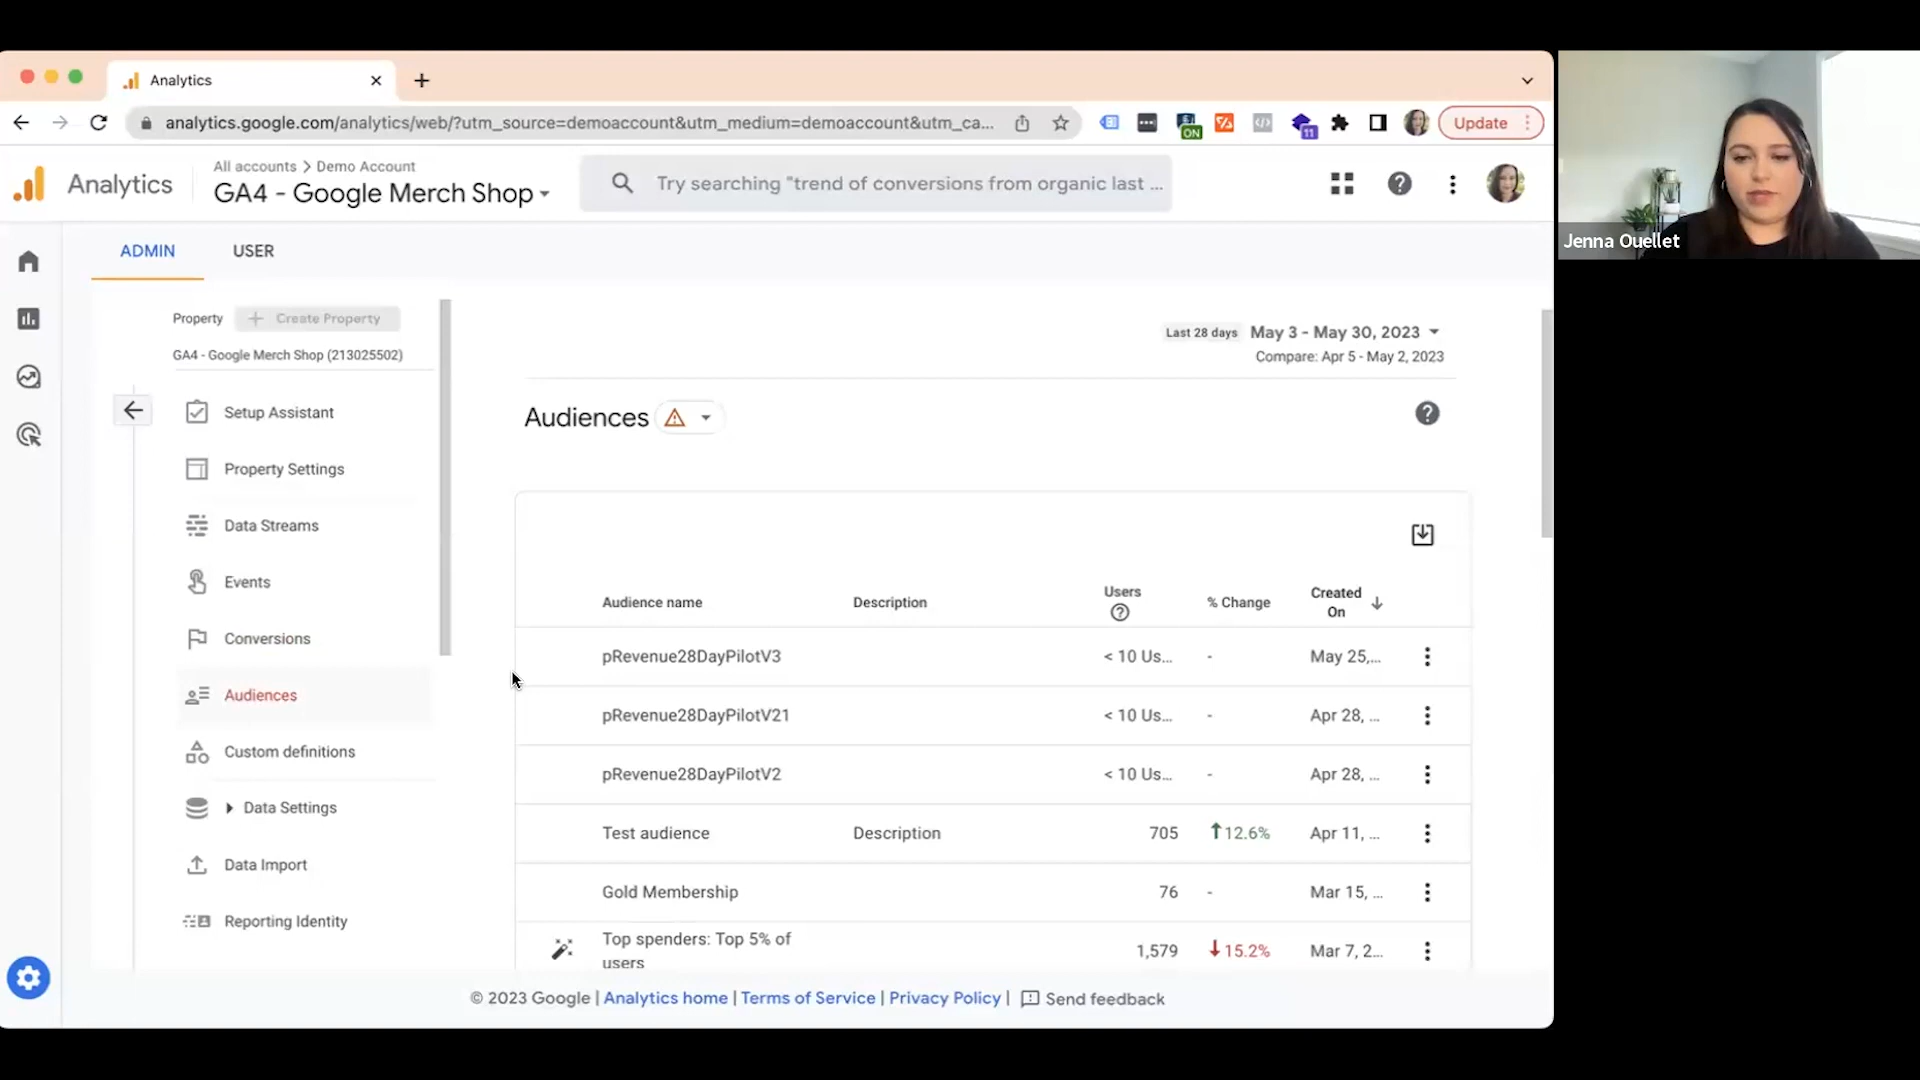 Analytics
analytics.google.com/analytics/web/?utm_source=demoaccount&utm_medium=demoaccount&utm_ca...
ON
11
Update
Analytics
All accounts > Demo Account
GA4 - Google Merch Shop
Try searching "trend of conversions from organic last ...
Jenna Ouellet
ADMIN
USER
Property
+ Create Property
GA4 - Google Merch Shop (213025502)
Setup Assistant
Property Settings
Data Streams
Events
Conversions
Audiences
Custom definitions
Data Settings
Data Import
Reporting Identity
Last 28 days May 3 - May 30, 2023
Compare: Apr 5 - May 2, 2023
Audiences
Audience name Description Users % Change Created On
pRevenue28DayPilotV3 < 10 Us... - May 25,...
pRevenue28DayPilotV21 < 10 Us... - Apr 28, ...
pRevenue28DayPilotV2 < 10 Us... - Apr 28, ...
Test audience Description 705 12.6% Apr 11, ...
Gold Membership 76 - Mar 15, ...
Top spenders: Top 5% of
users 1,579 15.2% Mar 7, 2...
© 2023 Google | Analytics home | Terms of Service | Privacy Policy | Send feedback